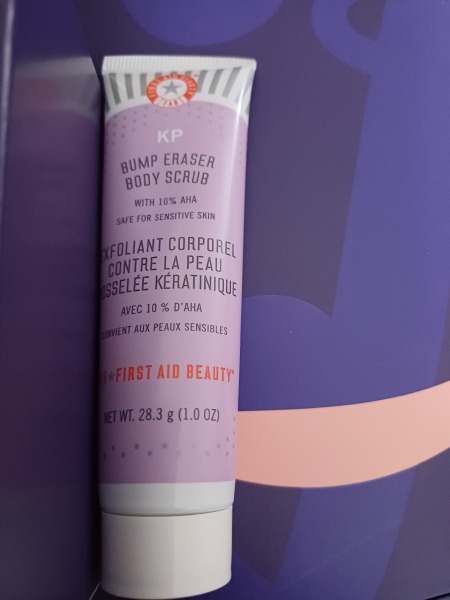 KP
BUMP ERASER
BODY SCRUB
WITH 10% AHA
SAFE FOR SENSITIVE SKIN
EXFOLIANT CORPOREL
CONTRE LA PEAU
BOSSELÉE KÉRATINIQUE
AVEC 10 % D'AHA
CONVIENT AUX PEAUX SENSIBLES
FIRST AID BEAUTY
NET WT. 28.3 g (1.0 OZ)